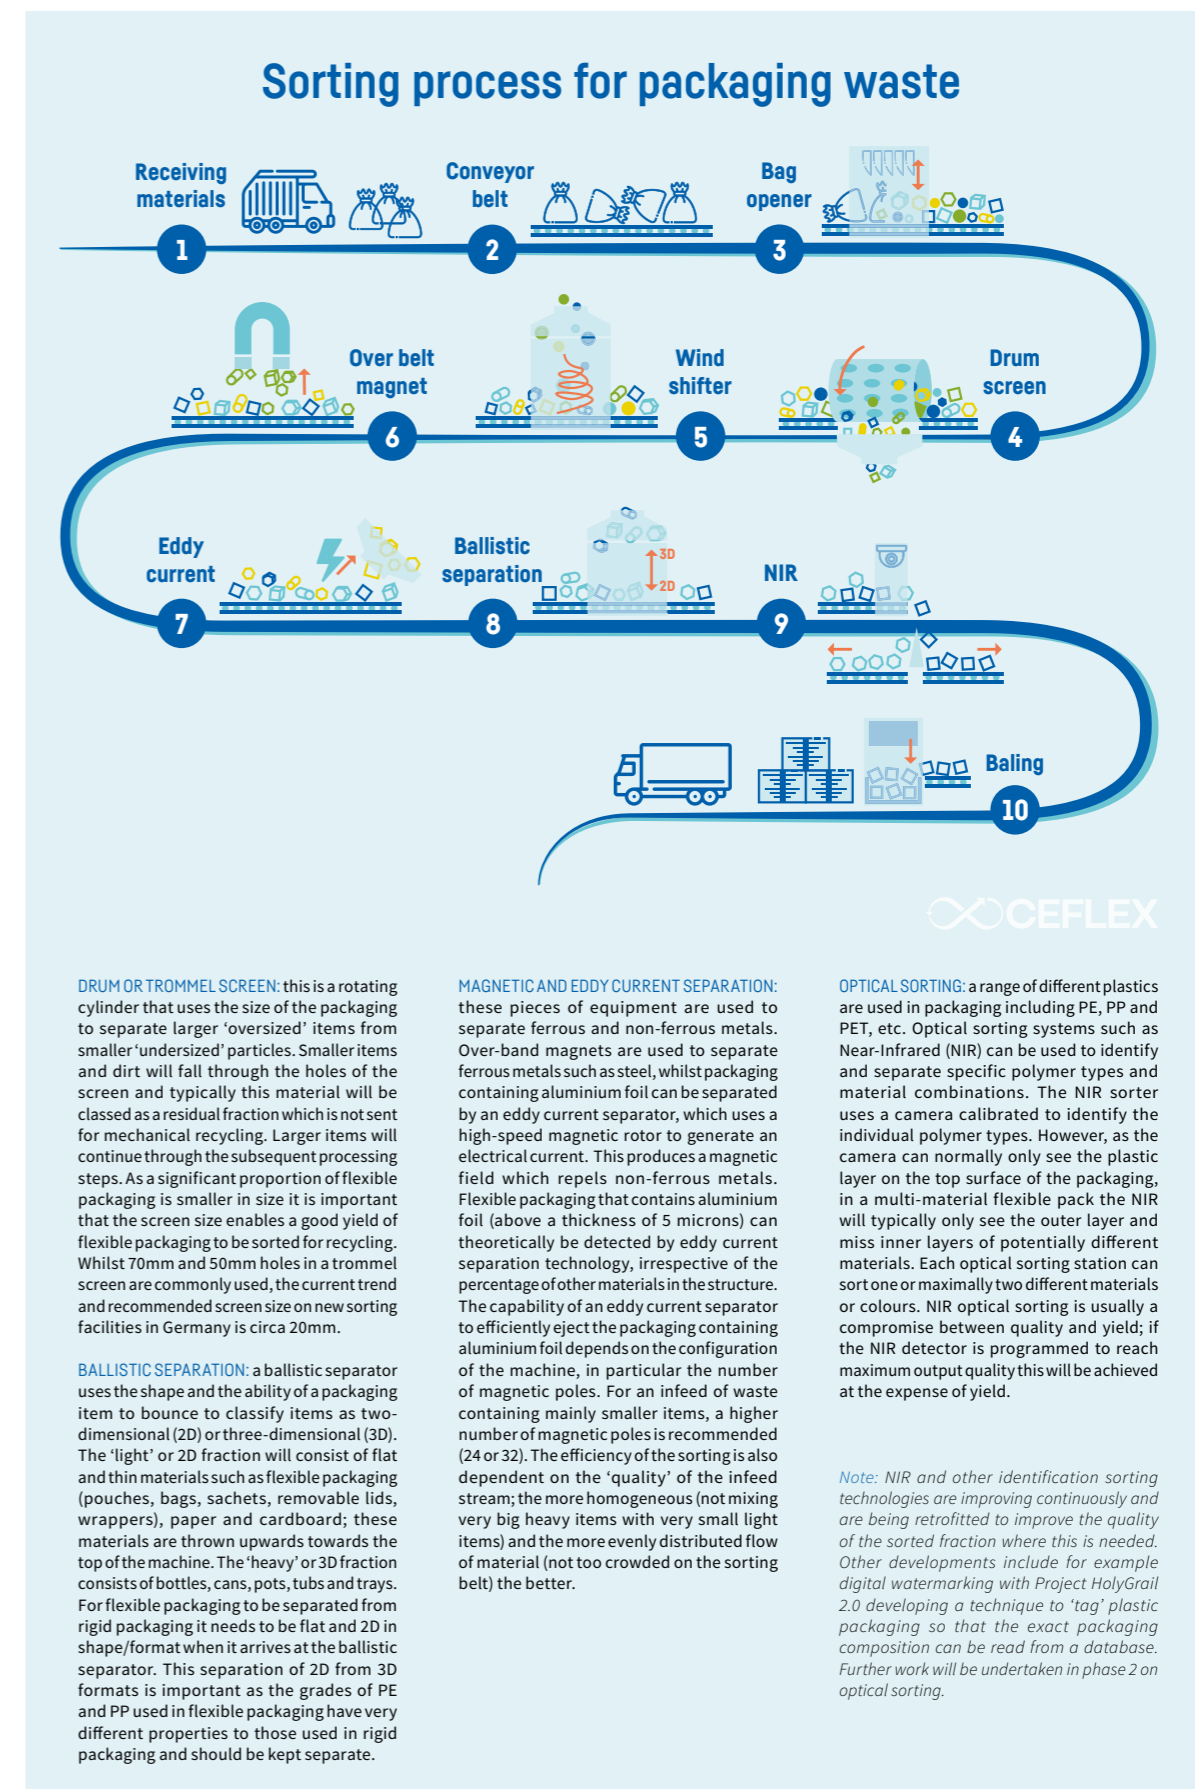 Sorting process for packaging waste
Receiving
materials
1
Conveyor
belt
2
Bag
opener
3
Drum
screen
4
Wind
shifter
5
Over belt
magnet
6
Eddy
current
7
Ballistic
separation
3D
2D
8
NIR
9
Baling
10
CEFLEX
DRUM OR TROMMEL SCREEN: this is a rotating
cylinder that uses the size of the packaging
to separate larger ‘oversized’ items from
smaller ‘undersized’ particles. Smaller items
and dirt will fall through the holes of the
screen and typically this material will be
classed as a residual fraction which is not sent
for mechanical recycling. Larger items will
continue through the subsequent processing
steps. As a significant proportion of flexible
packaging is smaller in size it is important
that the screen size enables a good yield of
flexible packaging to be sorted for recycling.
Whilst 70mm and 50mm holes in a trommel
screen are commonly used, the current trend
and recommended screen size on new sorting
facilities in Germany is circa 20mm.
BALLISTIC SEPARATION: a ballistic separator
uses the shape and the ability of a packaging
item to bounce to classify items as two-
dimensional (2D) or three-dimensional (3D).
The ‘light’ or 2D fraction will consist of flat
and thin materials such as flexible packaging
(pouches, bags, sachets, removable lids,
wrappers), paper and cardboard; these
materials are thrown upwards towards the
top of the machine. The ‘heavy’ or 3D fraction
consists of bottles, cans, pots, tubs and trays.
For flexible packaging to be separated from
rigid packaging it needs to be flat and 2D in
shape/format when it arrives at the ballistic
separator. This separation of 2D from 3D
formats is important as the grades of PE
and PP used in flexible packaging have very
different properties to those used in rigid
packaging and should be kept separate.
MAGNETIC AND EDDY CURRENT SEPARATION:
these pieces of equipment are used to
separate ferrous and non-ferrous metals.
Over-band magnets are used to separate
ferrous metals such as steel, whilst packaging
containing aluminium foil can be separated
by an eddy current separator, which uses a
high-speed magnetic rotor to generate an
electrical current. This produces a magnetic
field which repels non-ferrous metals.
Flexible packaging that contains aluminium
foil (above a thickness of 5 microns) can
theoretically be detected by eddy current
separation technology, irrespective of the
percentage of other materials in the structure.
The capability of an eddy current separator
to efficiently eject the packaging containing
aluminium foil depends on the configuration
of the machine, in particular the number
of magnetic poles. For an infeed of waste
containing mainly smaller items, a higher
number of magnetic poles is recommended
(24 or 32). The efficiency of the sorting is also
dependent on the ‘quality’ of the infeed
stream; the more homogeneous (not mixing
very big heavy items with very small light
items) and the more evenly distributed flow
of material (not too crowded on the sorting
belt) the better.
OPTICAL SORTING: a range of different plastics
are used in packaging including PE, PP and
PET, etc. Optical sorting systems such as
Near-Infrared (NIR) can be used to identify
and separate specific polymer types and
material combinations. The NIR sorter
uses a camera calibrated to identify the
individual polymer types. However, as the
camera can normally only see the plastic
layer on the top surface of the packaging,
in a multi-material flexible pack the NIR
will typically only see the outer layer and
miss inner layers of potentially different
materials. Each optical sorting station can
sort one or maximally two different materials
or colours. NIR optical sorting is usually a
compromise between quality and yield; if
the NIR detector is programmed to reach
maximum output quality this will be achieved
at the expense of yield.
Note: NIR and other identification sorting
technologies are improving continuously and
are being retrofitted to improve the quality
of the sorted fraction where this is needed.
Other developments include for example
digital watermarking with Project HolyGrail
2.0 developing a technique to ‘tag’ plastic
packaging so that the exact packaging
composition can be read from a database.
Further work will be undertaken in phase 2 on
optical sorting.